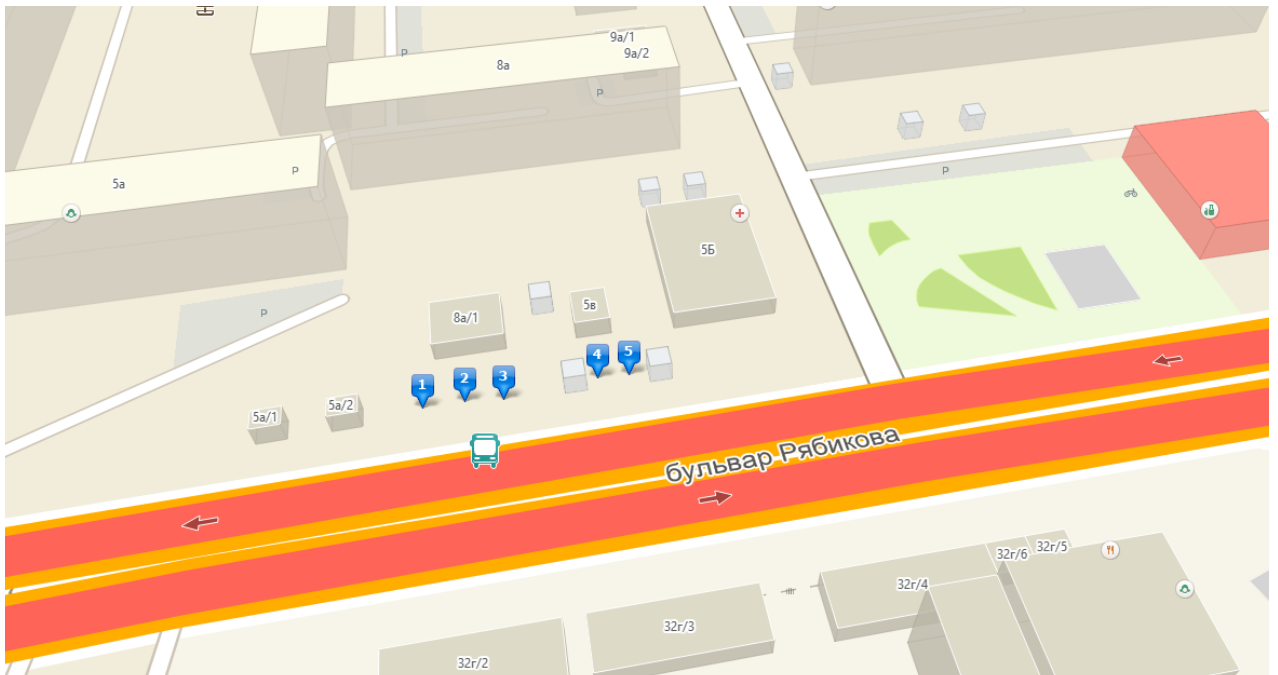 9а/1
9а/2
8а
Р
Р
5а
Р
Р
5Б
8а/1
5в
Р
1
2
3
4
5
5а/1
5а/2
бульвар Рябикова
32г/5
32г/6
32г/4
32г/3
32г/2